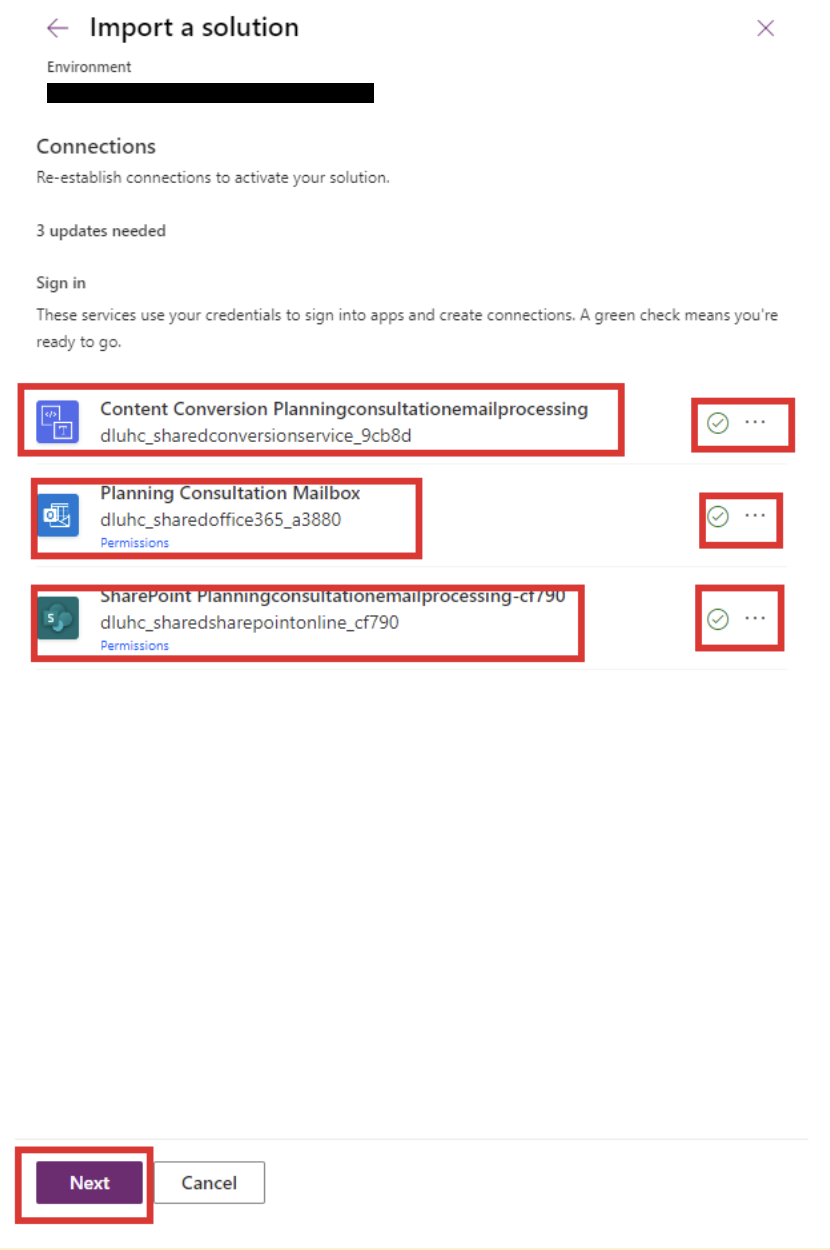 Import a solution
Environment
Connections
Re-establish connections to activate your solution.
3 updates needed
Sign in
These services use your credentials to sign into apps and create connections. A green check means you're
ready to go.
Content Conversion Planningconsultationemailprocessing
dluhc_sharedconversionservice_9cb8d
Planning Consultation Mailbox
dluhc_sharedoffice365_a3880
Permissions
SharePoint Planningconsultationemailprocessing-cf790
dluhc_sharedsharepointonline_cf790
Permissions
Next Cancel